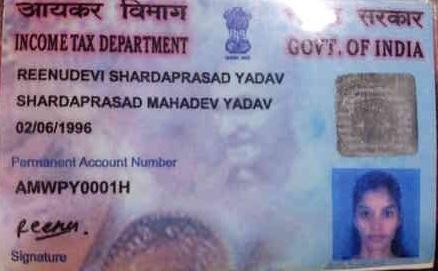 आयकर विभाग
सरकार
INCOME TAX DEPARTMENT
GOVT. OF INDIA
REENUDEVI SHARDAPRASAD YADAV
SHARDAPRASAD MAHADEV YADAV
02/06/1996
Permanent Account Number
AMWPY0001H
Reenu.
Signature